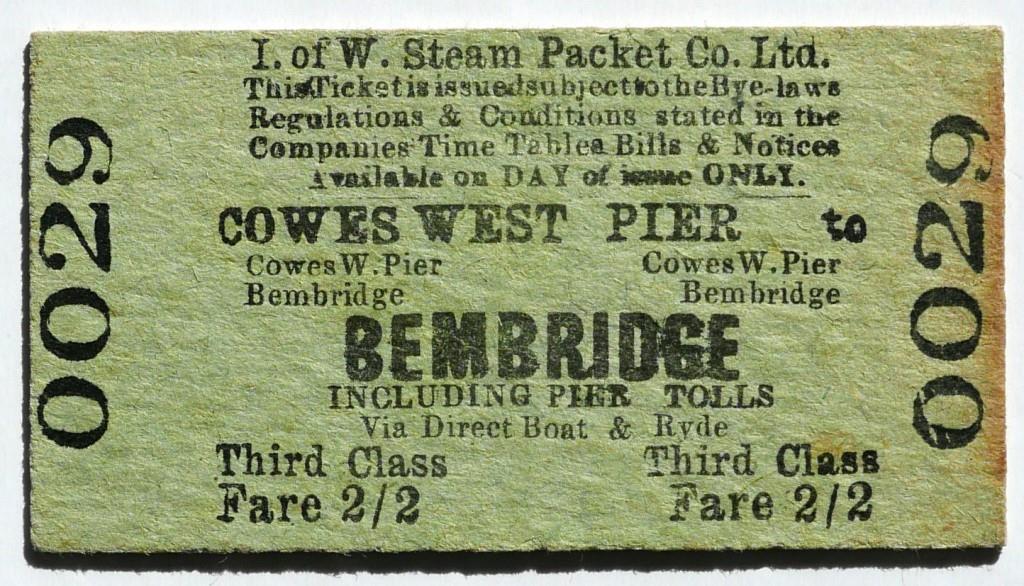 I. of W. Steam Packet Co. Ltd.
This Ticket is issued subject to the Bye-laws
Regulations & Conditions stated in the
Companies Time Tables Bills & Notices
Available on DAY of issue ONLY.
COWES WEST PIER to
Cowes W. Pier Cowes W. Pier
Bembridge Bembridge
BEMBRIDGE
INCLUDING PIER TOLLS
Via Direct Boat & Ryde
Third Class Third Class
Fare 2/2 Fare 2/2
0029
0029